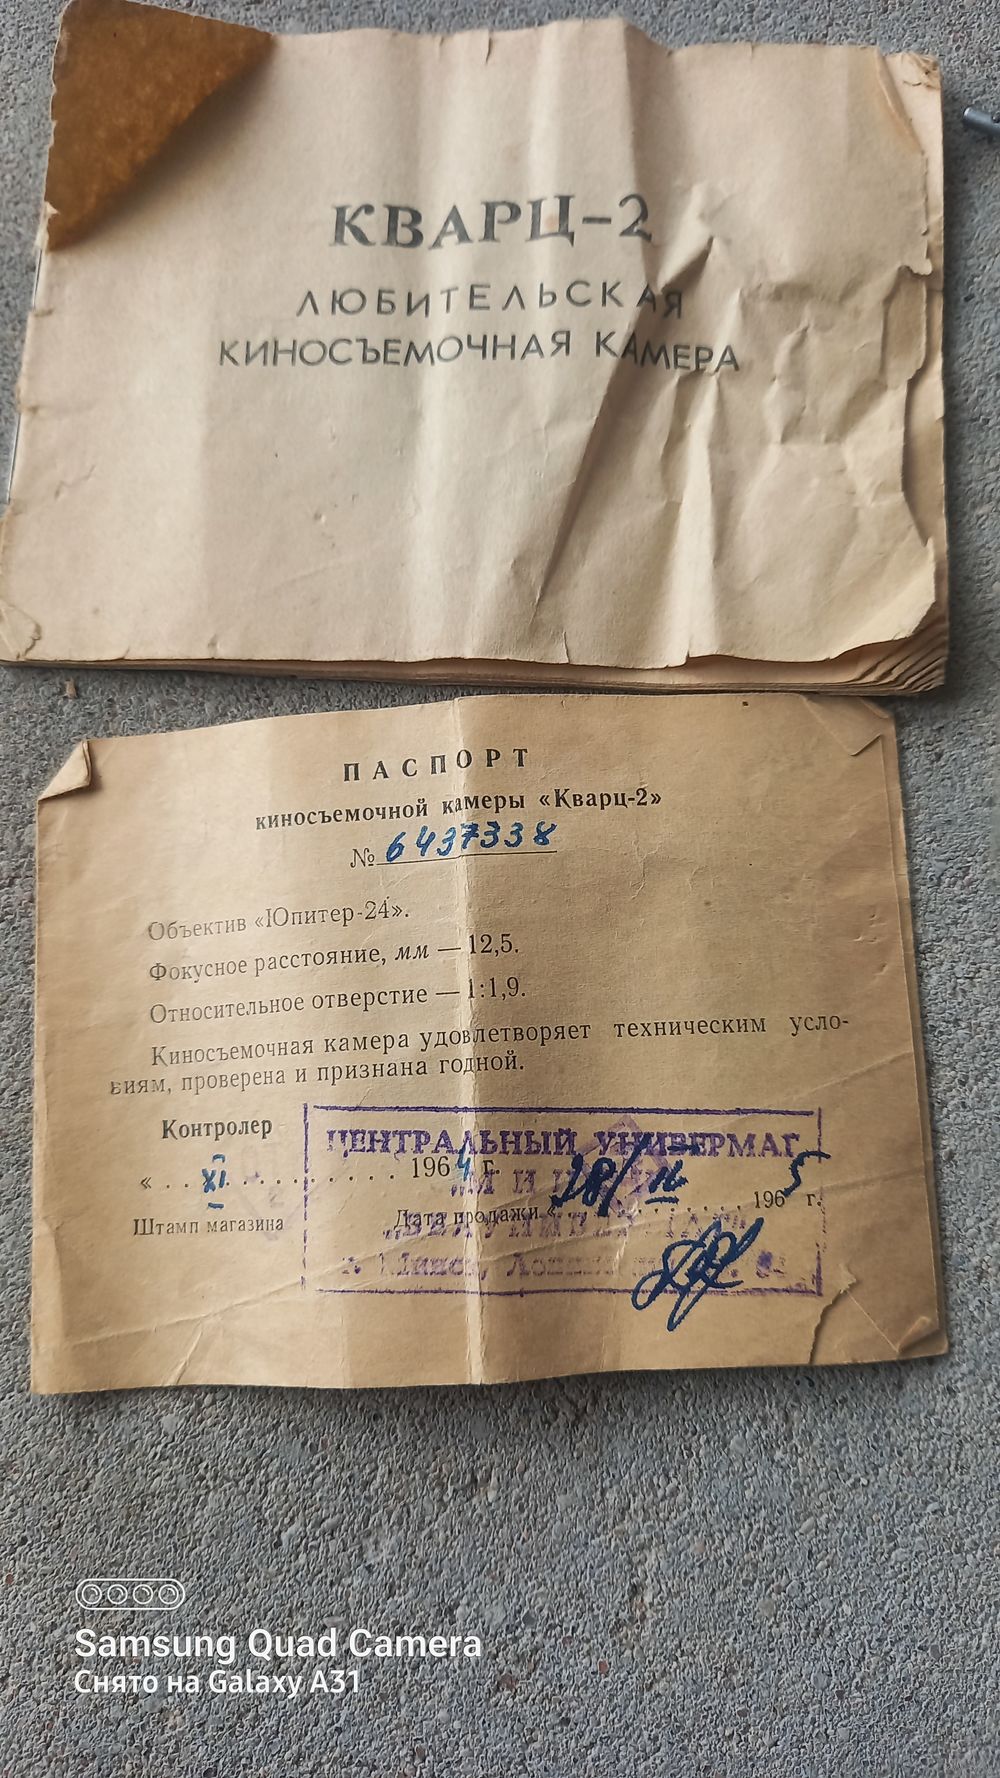 КВАРЦ-2
ЛЮБИТЕЛЬСКАЯ
КИНОСЪЕМОЧНАЯ КАМЕРА
ПАСПОРТ
киносъемочной камеры «Кварц-2»
№ 6437338
Объектив «Юпитер-24».
Фокусное расстояние, мм — 12,5.
Относительное отверстие — 1:1,9.
Киносъемочная камера удовлетворяет техническим усло-
виям, проверена и признана годной.
Контролер
ЦЕНТРАЛЬНЫЙ УНИВЕРМАГ
« . . XI . . . . . . . . . . . . 1964 г.
Дата продажи « 28/ . . . . . . . 1965 г.
Штамп магазина
Samsung Quad Camera
Снято на Galaxy A31